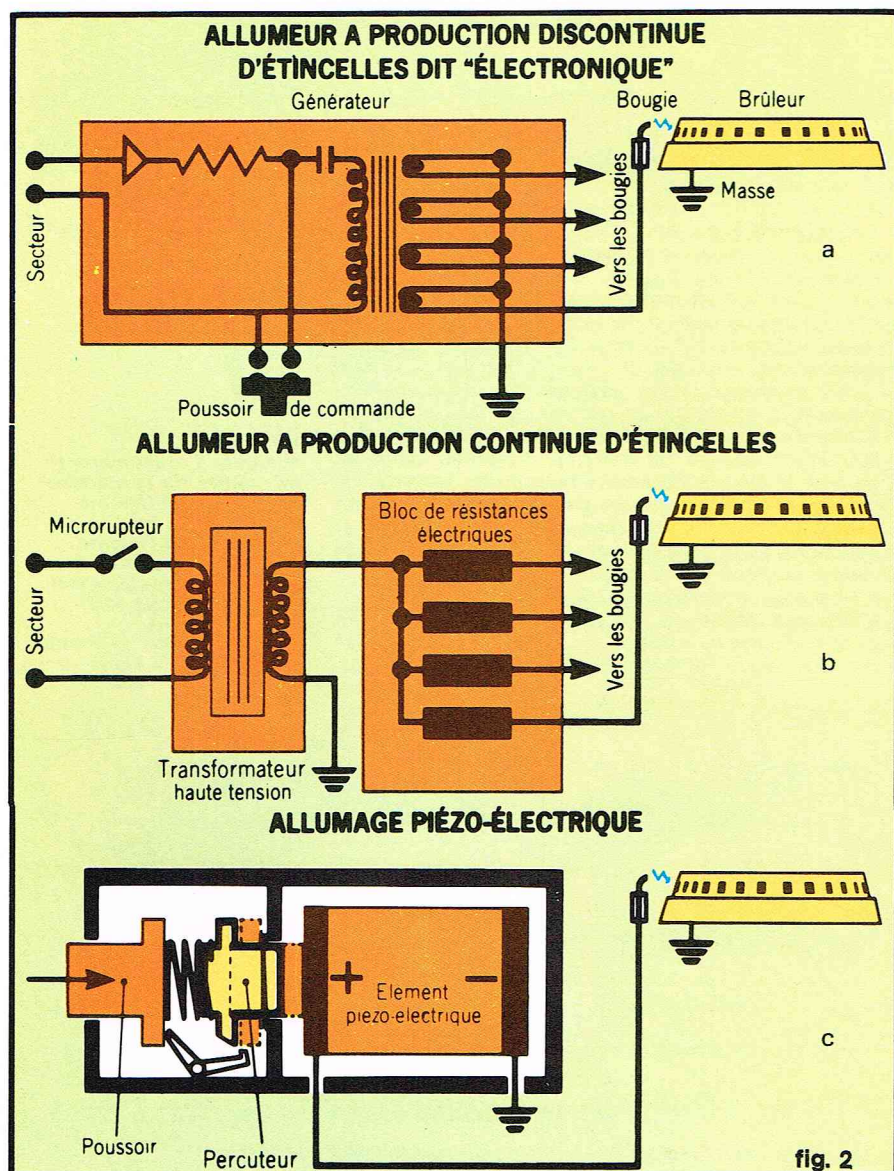 ALLUMEUR A PRODUCTION DISCONTINUE
D'ÉTINCELLES DIT "ÉLECTRONIQUE"
Générateur
Bougie
Brûleur
Secteur
Vers les bougies
Masse
a
Poussoir de commande
ALLUMEUR A PRODUCTION CONTINUE D'ÉTINCELLES
Microrupteur
Bloc de résistances
électriques
Secteur
Vers les bougies
b
Transformateur
haute tension
ALLUMAGE PIÉZO-ÉLECTRIQUE
+
−
Element
piezo-electrique
c
Poussoir
Percuteur
fig. 2